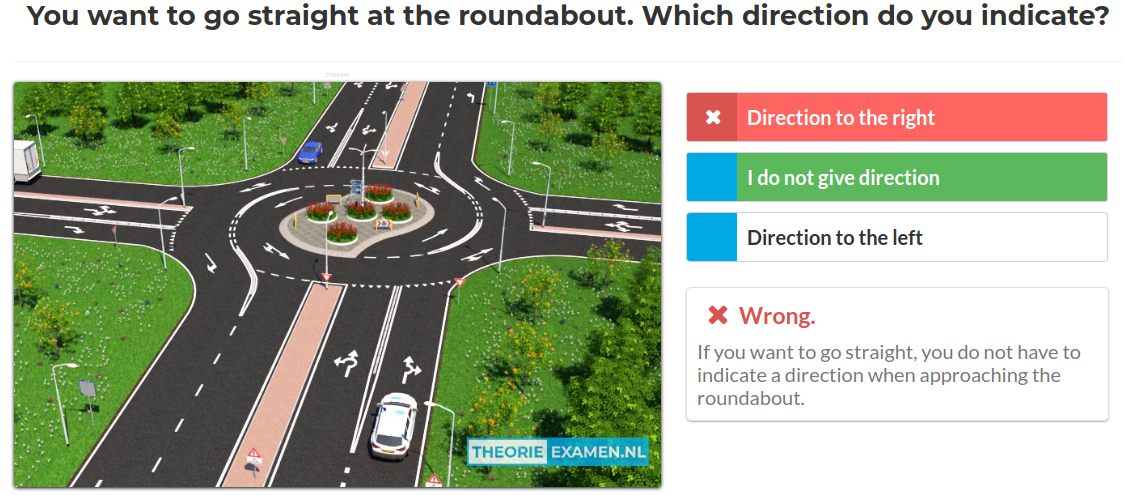 You want to go straight at the roundabout. Which direction do you indicate?
Direction to the right
I do not give direction
Direction to the left
Wrong.
If you want to go straight, you do not have to
indicate a direction when approaching the
roundabout.
THEORIE EXAMEN.NL